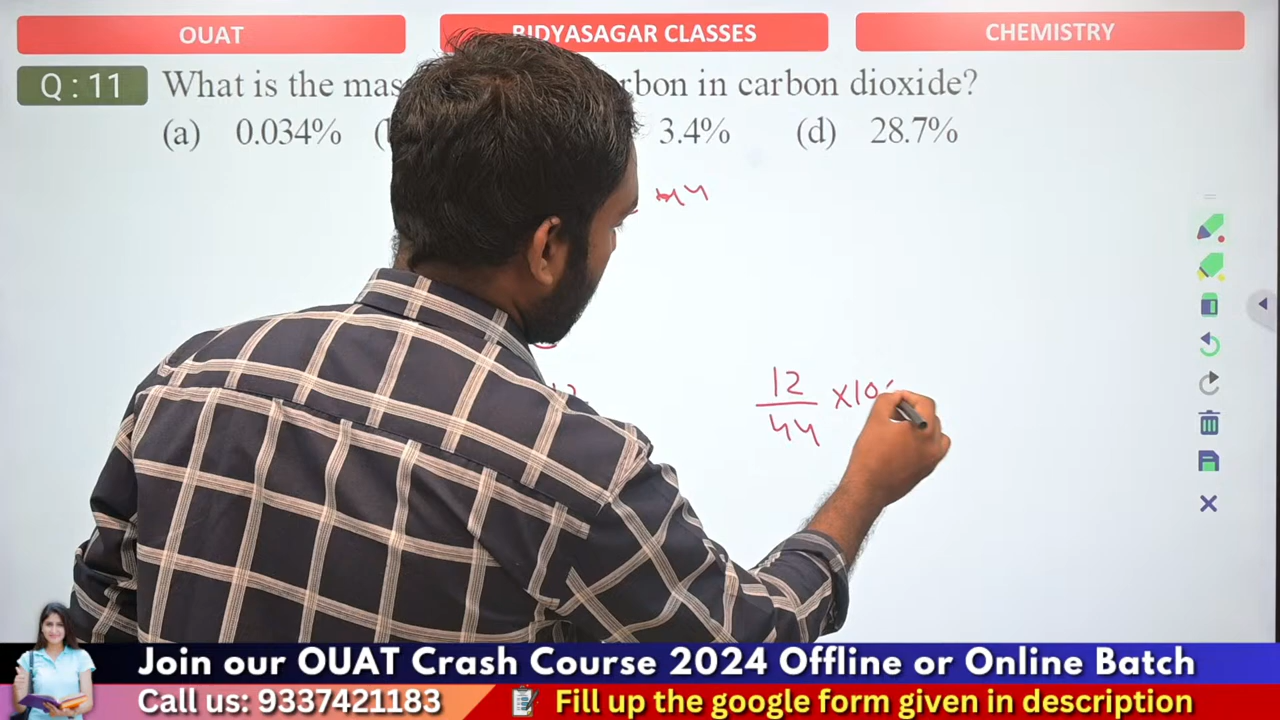 OUAT
BIDYASAGAR CLASSES
CHEMISTRY
Q : 11 What is the in carbon dioxide?
(a) 0.034% 3.4% (d) 28.7%
44
12
44
×10
Join our OUAT Crash Course 2024 Offline or Online Batch
Call us: 9337421183
Fill up the google form given in description